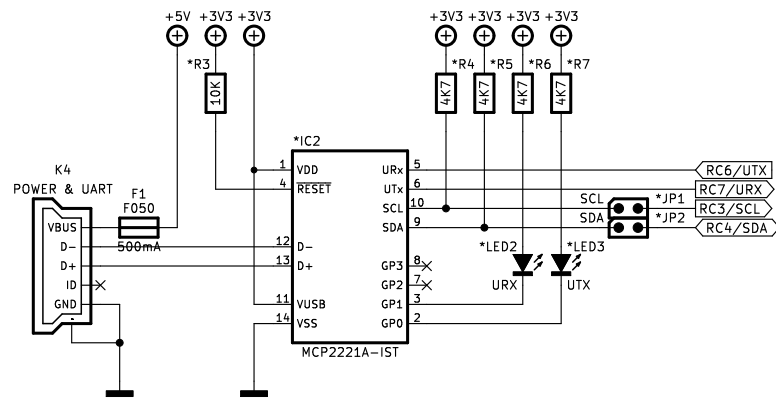 +5V +3V3 +3V3 +3V3 +3V3 +3V3 +3V3
*R3 *R4 *R5 *R6 *R7
10K 4K7 4K7 4K7 4K7
*IC2
K4
POWER & UART
F1
F050
500mA
VBUS
D-
D+
ID
GND
-
1 VDD
4 RESET
12 D-
13 D+
11 VUSB
14 VSS
URx 5
UTx 6
SCL 10
SDA 9
GP3 8
GP2 7
GP1 3
GP0 2
MCP2221A-IST
RC6/UTX
RC7/URX
SCL *JP1 RC3/SCL
SDA *JP2 RC4/SDA
*LED2 *LED3
URX UTX